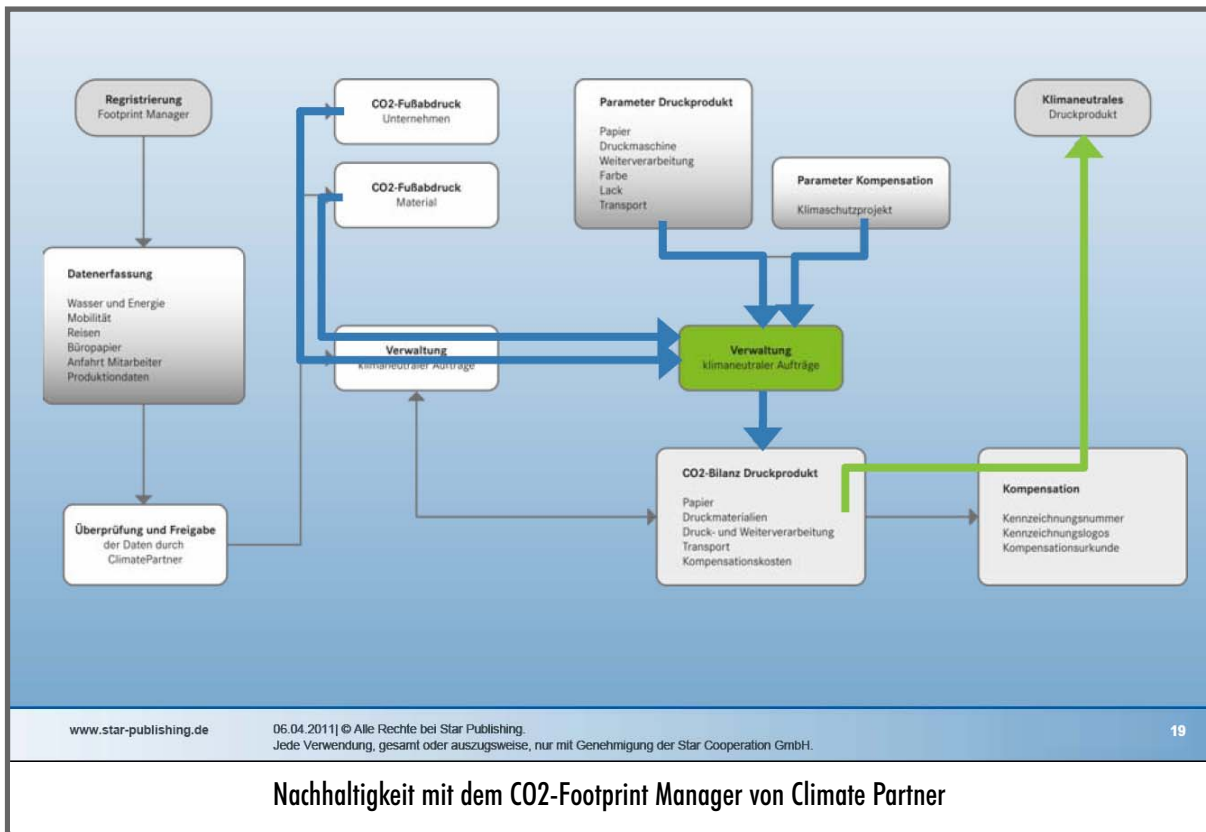 Regristrierung
Footprint Manager
CO2-Fußabdruck
Unternehmen
Parameter Druckprodukt
Papier
Druckmaschine
Weiterverarbeitung
Farbe
Lack
Transport
Klimaneutrales
Druckprodukt
CO2-Fußabdruck
Material
Parameter Kompensation
Klimaschutzprojekt
Datenerfassung
Wasser und Energie
Mobilität
Reisen
Büropapier
Anfahrt Mitarbeiter
Produktiondaten
Verwaltung
klimaneutraler Aufträge
Verwaltung
klimaneutraler Aufträge
Überprüfung und Freigabe
der Daten durch
ClimatePartner
CO2-Bilanz Druckprodukt
Papier
Druckmaterialien
Druck- und Weiterverarbeitung
Transport
Kompensationskosten
Kompensation
Kennzeichnungsnummer
Kennzeichnungslogos
Kompensationsurkunde
www.star-publishing.de
06.04.2011| © Alle Rechte bei Star Publishing.
Jede Verwendung, gesamt oder auszugsweise, nur mit Genehmigung der Star Cooperation GmbH.
19
Nachhaltigkeit mit dem CO2-Footprint Manager von Climate Partner